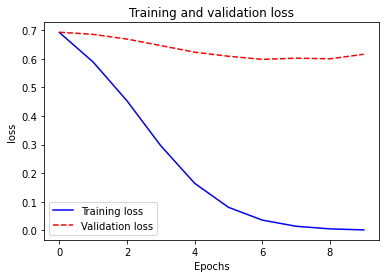 Training and validation loss
0.7
0.6
0.5
0.4
0.3
0.2
0.1
0.0
loss
Training loss
Validation loss
0 2 4 6 8
Epochs